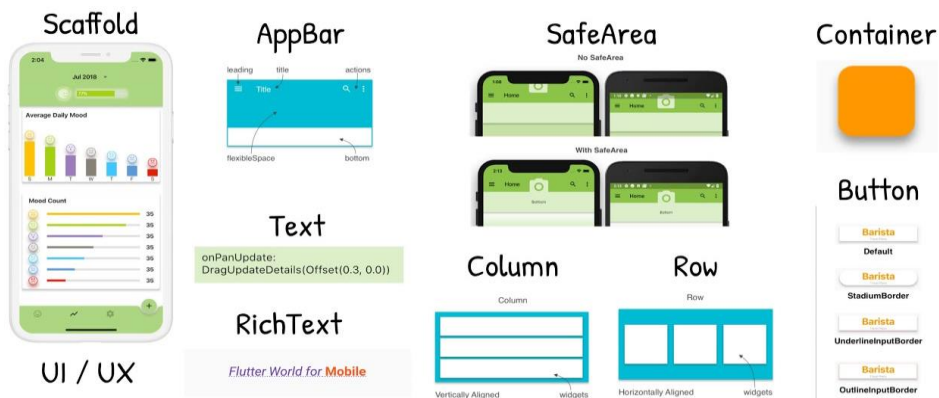 Scaffold
2:04
Jul 2018
Average Daily Mood
S M T W T F S
Mood Count
35
35
35
35
35
35
35
UI / UX
AppBar
leading title actions
Title
flexibleSpace bottom
Text
onPanUpdate:
DragUpdateDetails(Offset(0.3, 0.0))
RichText
Flutter World for Mobile
SafeArea
No SafeArea
Home
Home
With SafeArea
2:13
Home
Home
Bottom
Bottom
Column
Column
Vertically Aligned widgets
Row
Row
Horizontally Aligned widgets
Container
Button
Barista
Default
Barista
StadiumBorder
Barista
UnderlineInputBorder
Barista
OutlineInputBorder